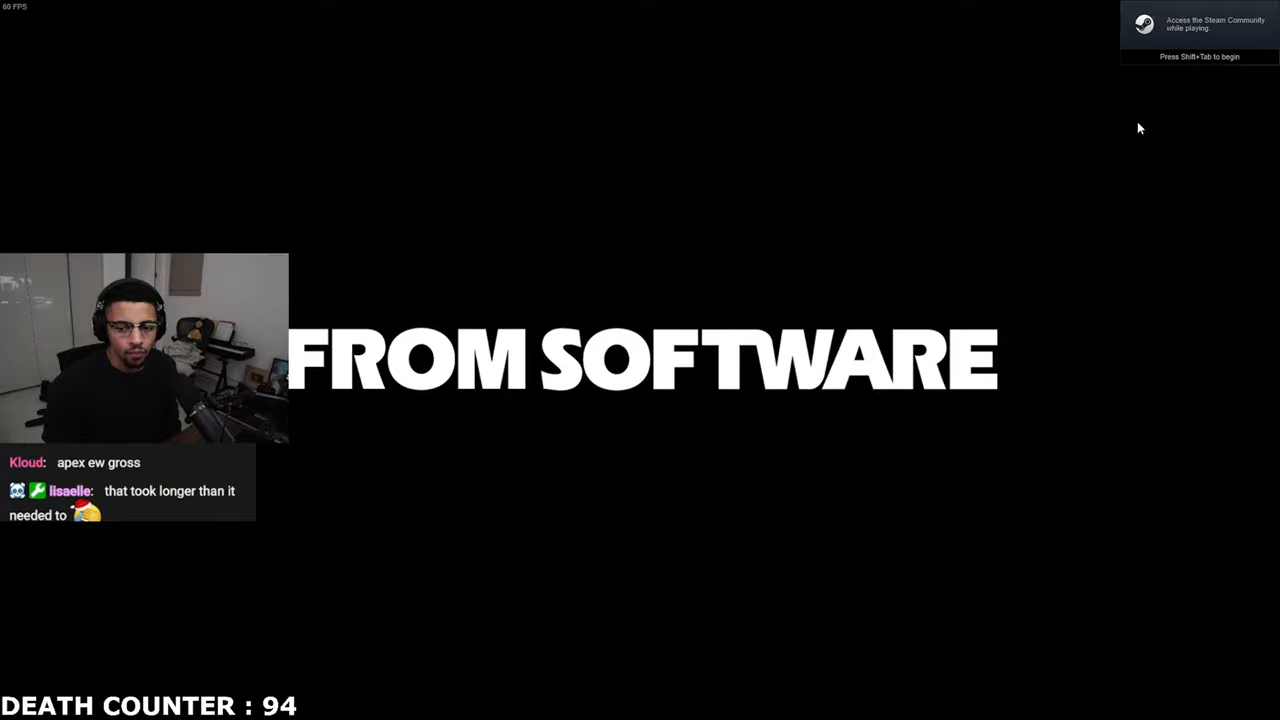 60 FPS
Access the Steam Community
while playing.
Press Shift+Tab to begin
FROM SOFTWARE
Kloud: apex ew gross
lisaelle: that took longer than it
needed to
DEATH COUNTER : 94